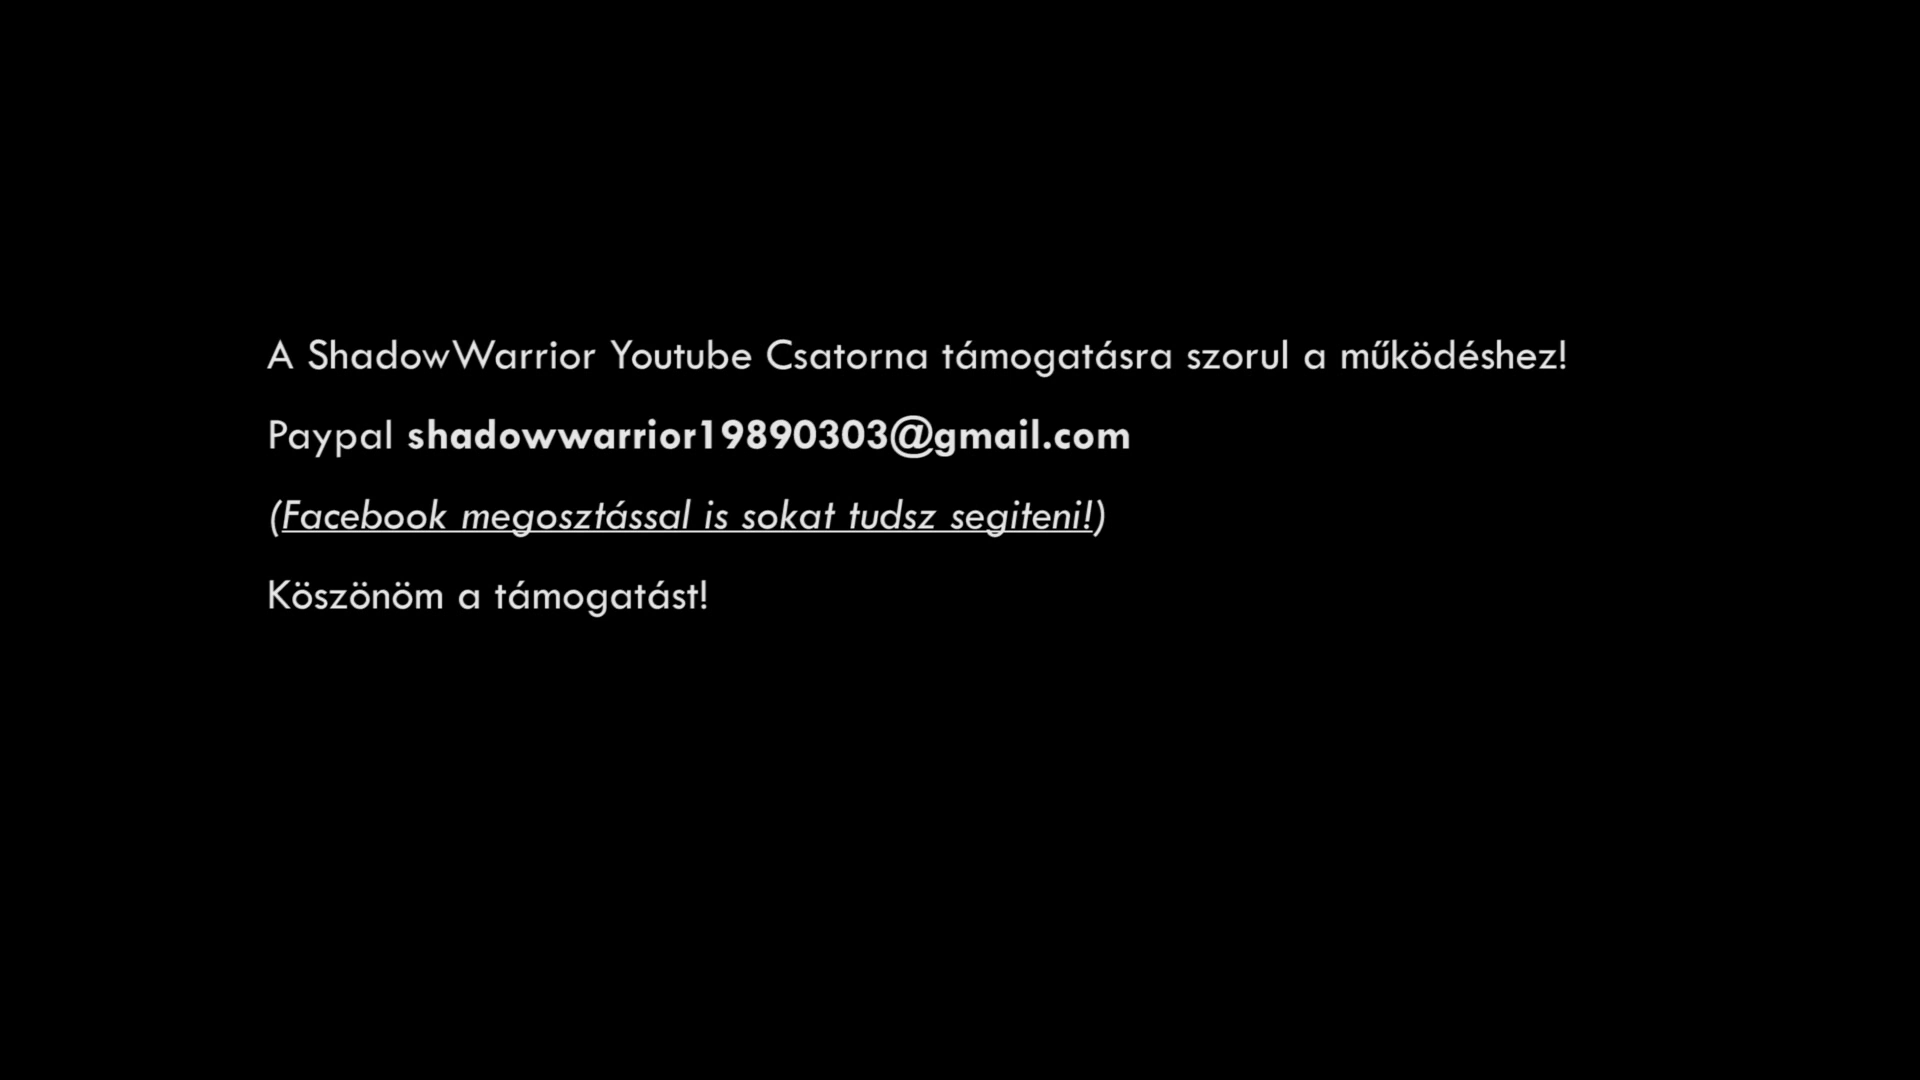 A ShadowWarrior Youtube Csatorna támogatásra szorul a működéshez!
Paypal shadowwarrior19890303@gmail.com
(Facebook megosztással is sokat tudsz segiteni!)
Köszönöm a támogatást!